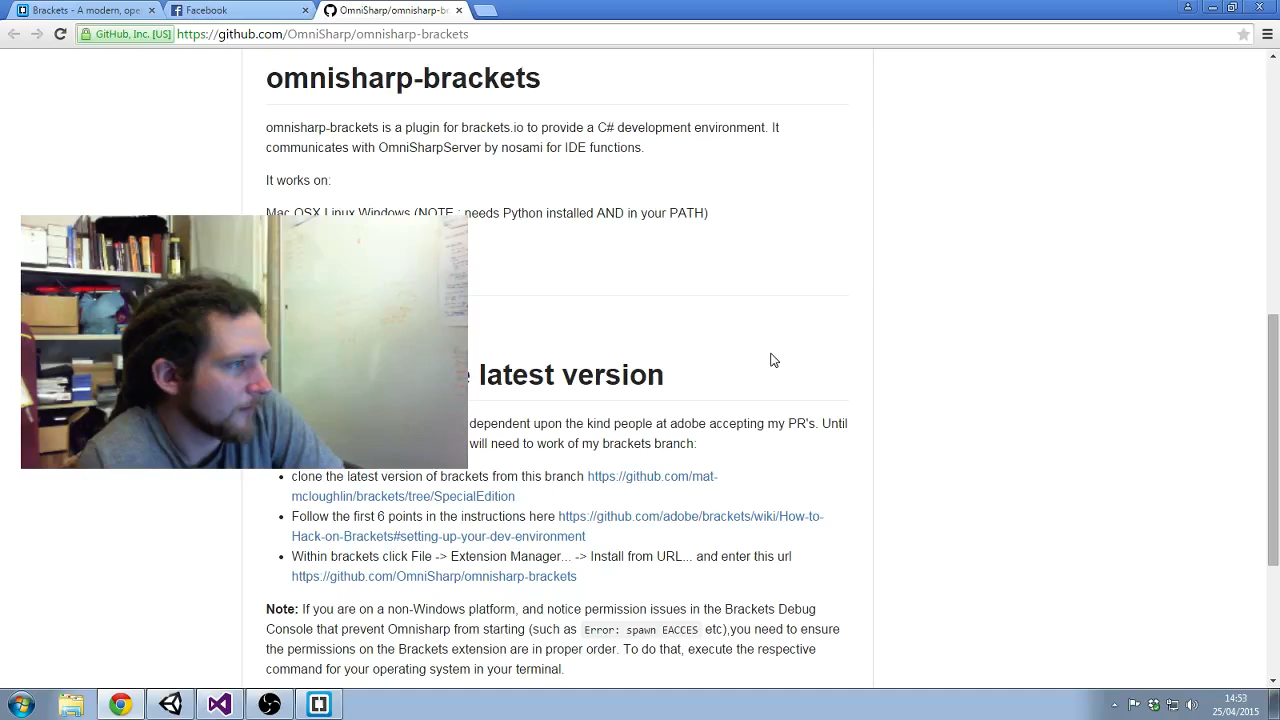 Brackets - A modern, ope
Facebook
OmniSharp/omnisharp-b
GitHub, Inc. [US]
https://github.com/OmniSharp/omnisharp-brackets
omnisharp-brackets
omnisharp-brackets is a plugin for brackets.io to provide a C# development environment. It
communicates with OmniSharpServer by nosami for IDE functions.
It works on:
Mac OSX Linux Windows (NOTE : needs Python installed AND in your PATH)
latest version
dependent upon the kind people at adobe accepting my PR's. Until
will need to work of my brackets branch:
• clone the latest version of brackets from this branch https://github.com/mat-
mcloughlin/brackets/tree/SpecialEdition
• Follow the first 6 points in the instructions here https://github.com/adobe/brackets/wiki/How-to-
Hack-on-Brackets#setting-up-your-dev-environment
• Within brackets click File -> Extension Manager... -> Install from URL... and enter this url
https://github.com/OmniSharp/omnisharp-brackets
Note: If you are on a non-Windows platform, and notice permission issues in the Brackets Debug
Console that prevent Omnisharp from starting (such as Error: spawn EACCES etc),you need to ensure
the permissions on the Brackets extension are in proper order. To do that, execute the respective
command for your operating system in your terminal.
14:53
25/04/2015